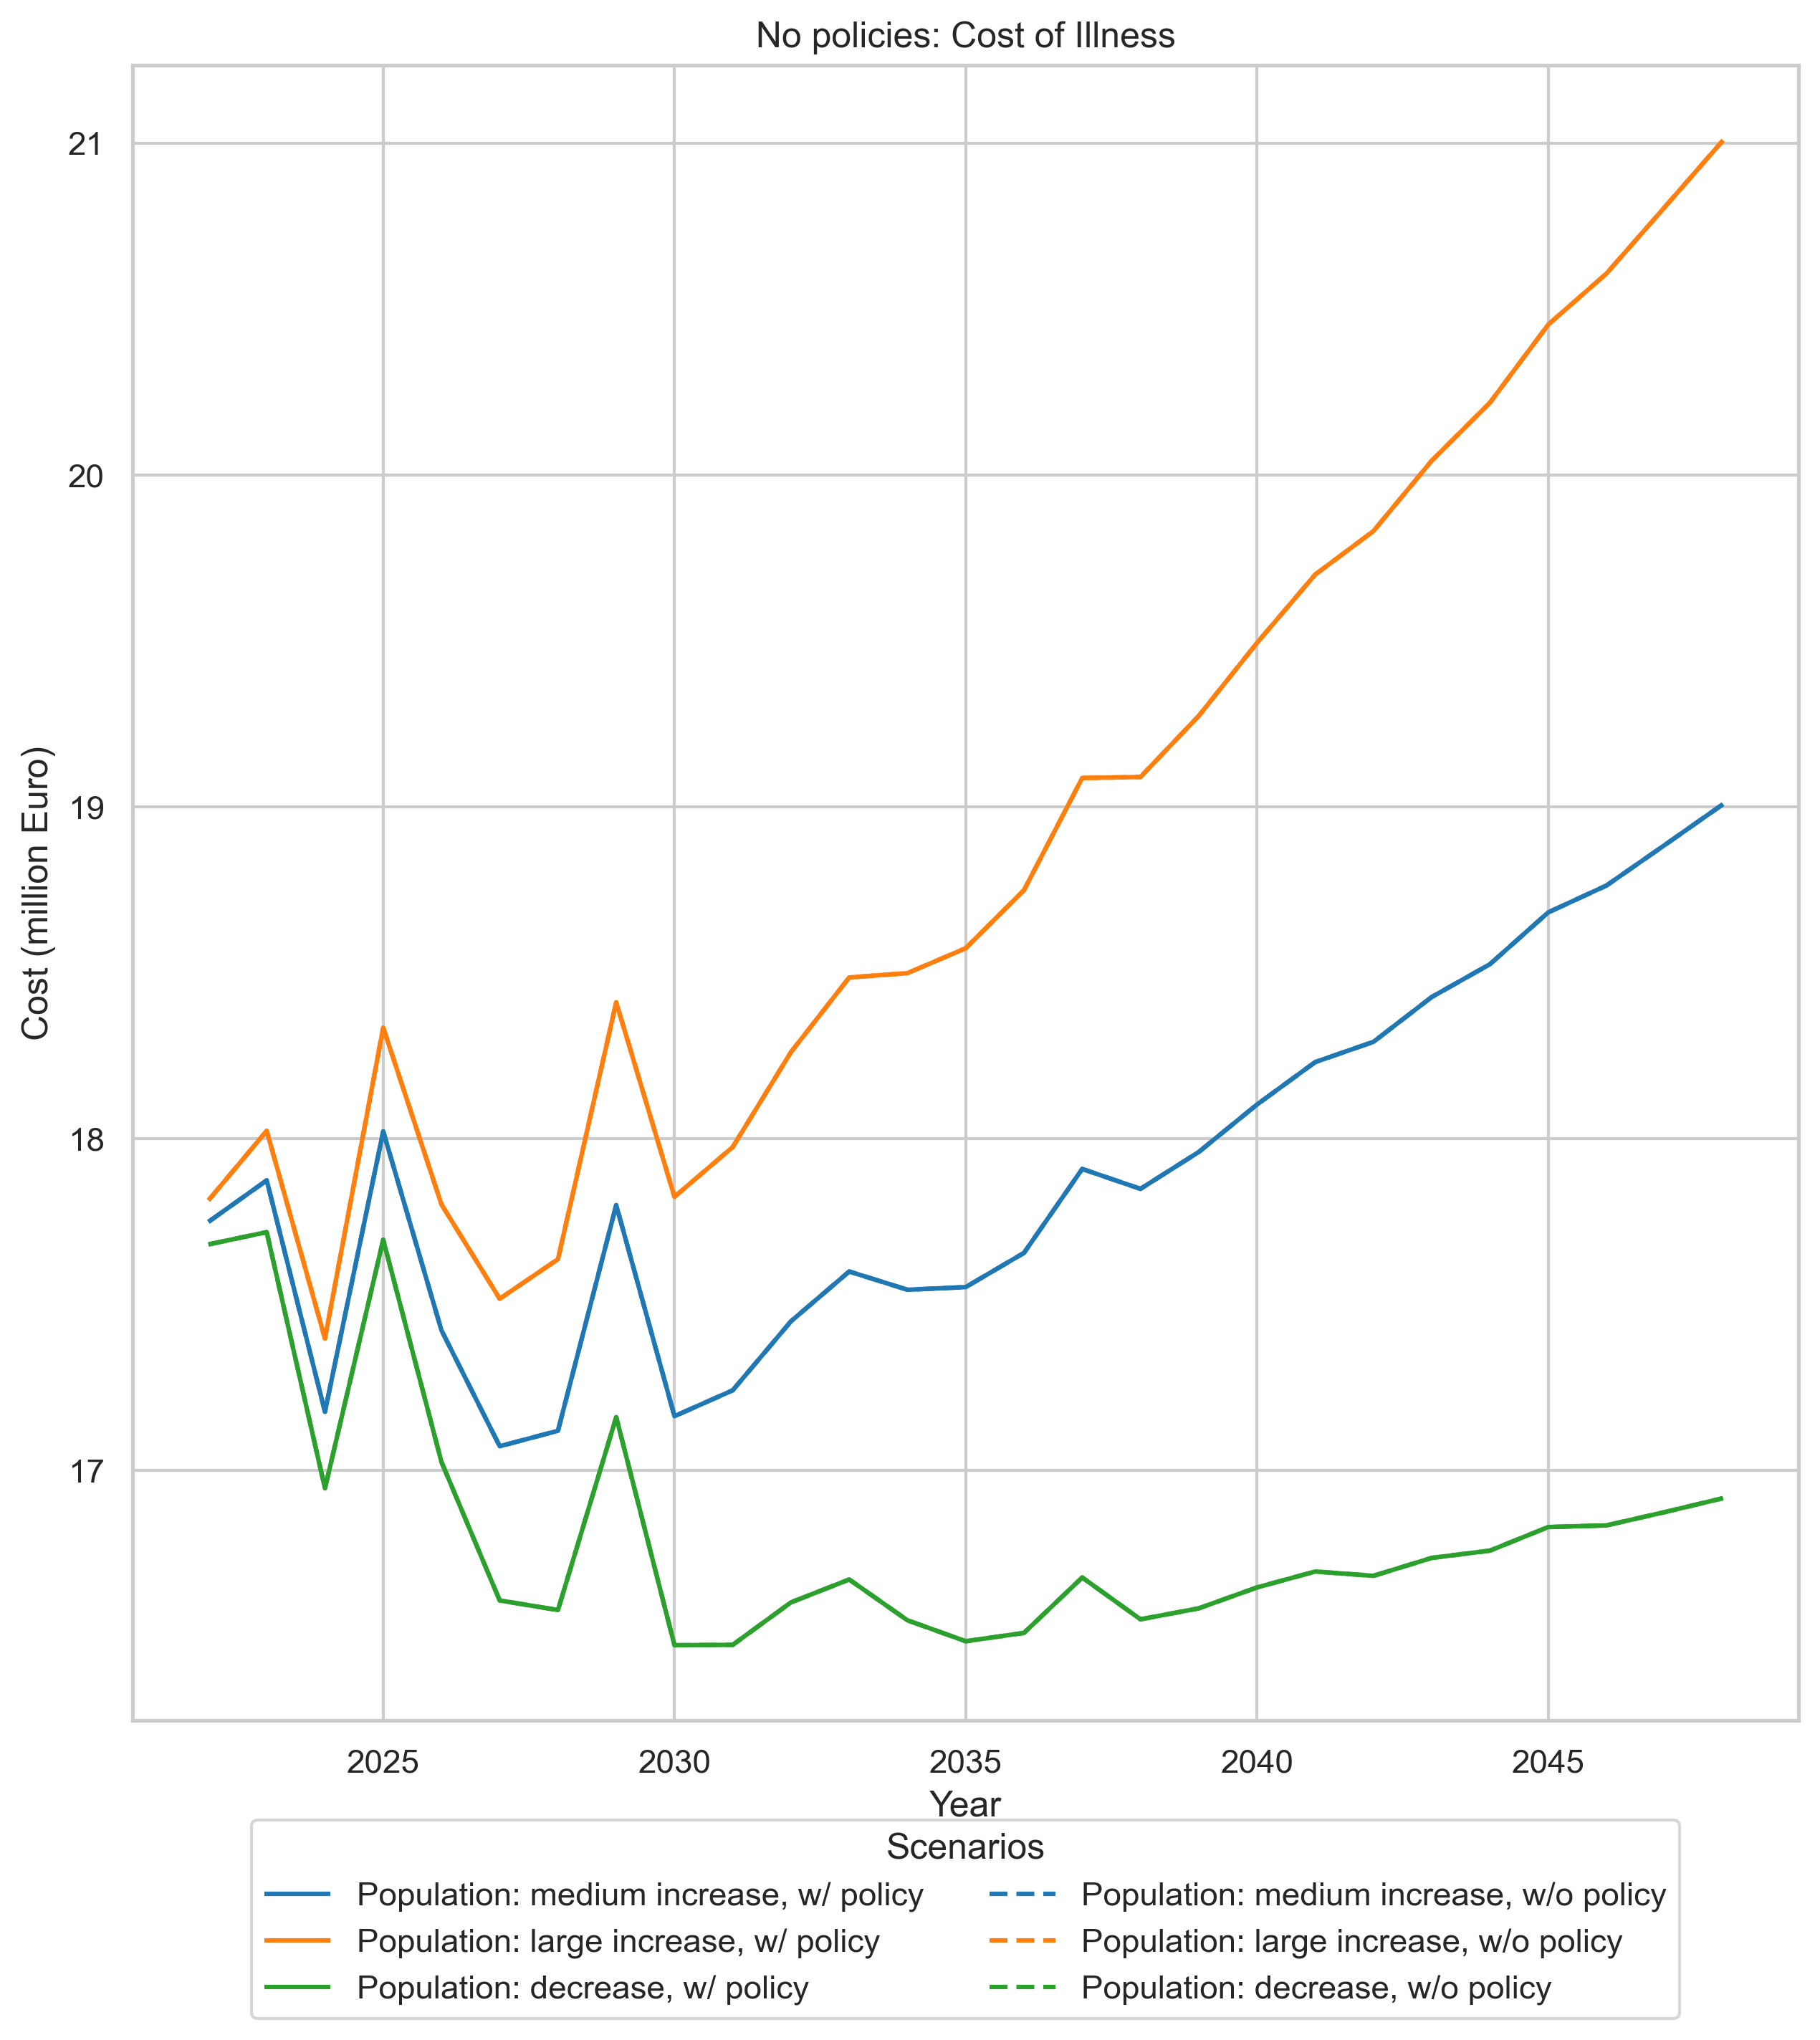 No policies: Cost of Illness
21
20
19
18
17
Cost (million Euro)
2025 2030 2035 2040 2045
Year
Scenarios
Population: medium increase, w/ policy
Population: large increase, w/ policy
Population: decrease, w/ policy
Population: medium increase, w/o policy
Population: large increase, w/o policy
Population: decrease, w/o policy